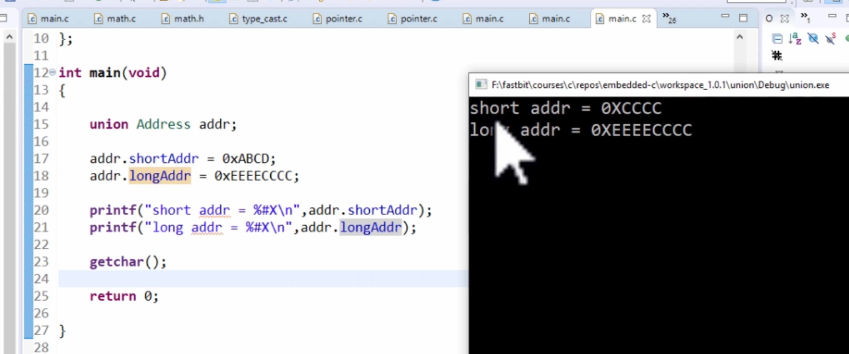 main.c math.c math.h type_cast.c pointer.c pointer.c main.c main.c main.c »26 »1
10 };
11
12 int main(void)
13 {
14
15 union Address addr;
16
17 addr.shortAddr = 0xABCD;
18 addr.longAddr = 0xEEEECCCC;
19
20 printf("short addr = %#X\n",addr.shortAddr);
21 printf("long addr = %#X\n",addr.longAddr);
22
23 getchar();
24
25 return 0;
26
27 }
28
F:\fastbit\courses\c\repos\embedded-c\workspace_1.0.1\union\Debug\union.exe
short addr = 0XCCCC
long addr = 0XEEEECCCC